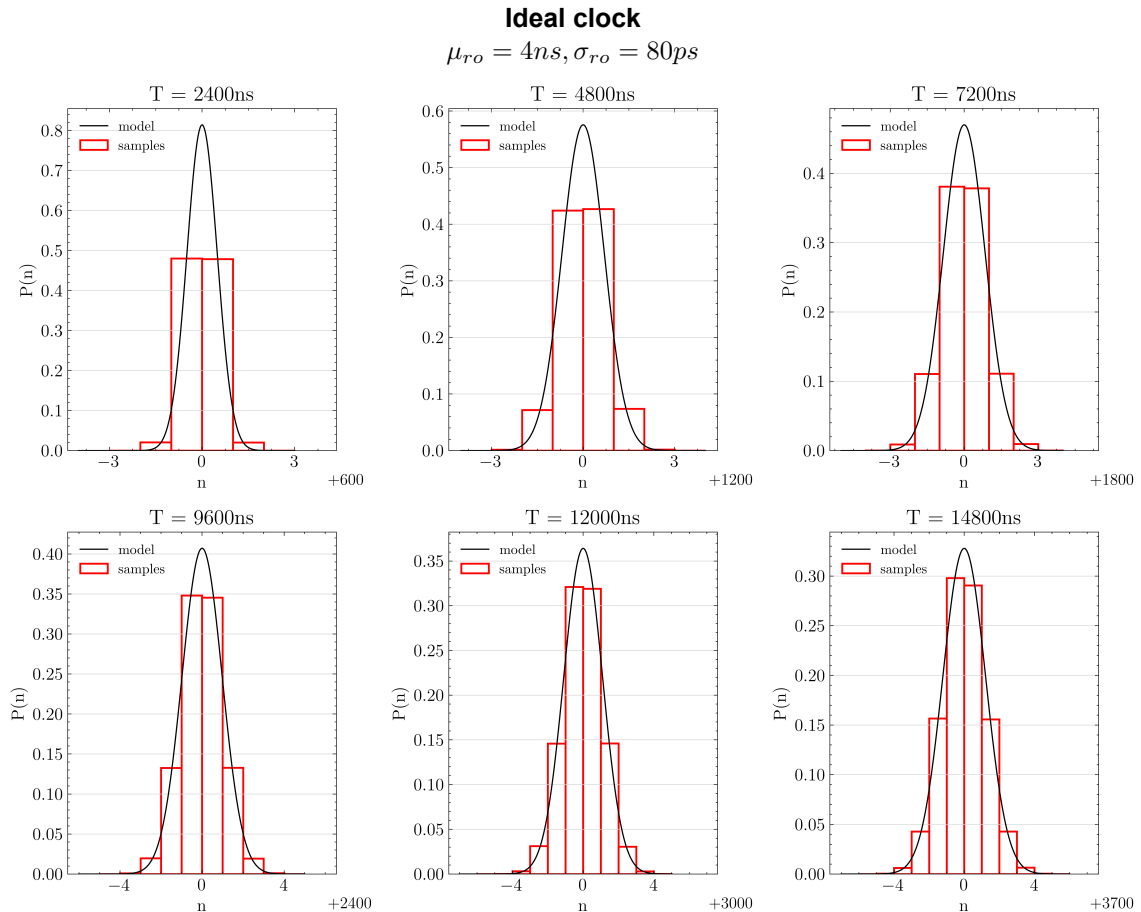 Ideal clock
μ_{ro} = 4ns, σ_{ro} = 80ps
T = 2400ns
model
samples
P(n)
0.8
0.7
0.6
0.5
0.4
0.3
0.2
0.1
0.0
−3 0 3
n
+600
T = 4800ns
model
samples
P(n)
0.6
0.5
0.4
0.3
0.2
0.1
0.0
−3 0 3
n
+1200
T = 7200ns
model
samples
P(n)
0.4
0.3
0.2
0.1
0.0
−3 0 3
n
+1800
T = 9600ns
model
samples
P(n)
0.40
0.35
0.30
0.25
0.20
0.15
0.10
0.05
0.00
−4 0 4
n
+2400
T = 12000ns
model
samples
P(n)
0.35
0.30
0.25
0.20
0.15
0.10
0.05
0.00
−4 0 4
n
+3000
T = 14800ns
model
samples
P(n)
0.30
0.25
0.20
0.15
0.10
0.05
0.00
−4 0 4
n
+3700